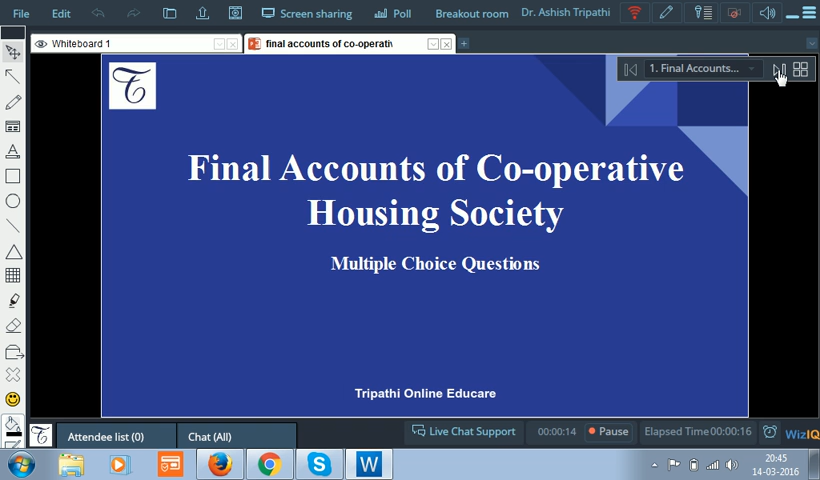 File Edit Screen sharing Poll Breakout room Dr. Ashish Tripathi
Whiteboard 1 final accounts of co-operati
1. Final Accounts...
Final Accounts of Co-operative
Housing Society
Multiple Choice Questions
Tripathi Online Educare
Attendee list (0) Chat (All) Live Chat Support 00:00:14 Pause Elapsed Time 00:00:16 WizIQ
20:45
14-03-2016